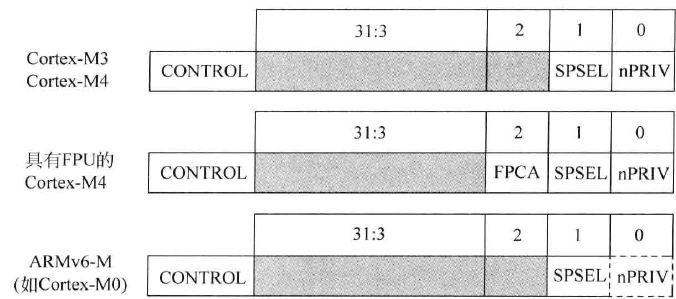 31:3 2 1 0
Cortex-M3
Cortex-M4
CONTROL SPSEL nPRIV
31:3 2 1 0
具有FPU的
Cortex-M4
CONTROL FPCA SPSEL nPRIV
31:3 2 1 0
ARMv6-M
(如Cortex-M0)
CONTROL SPSEL nPRIV